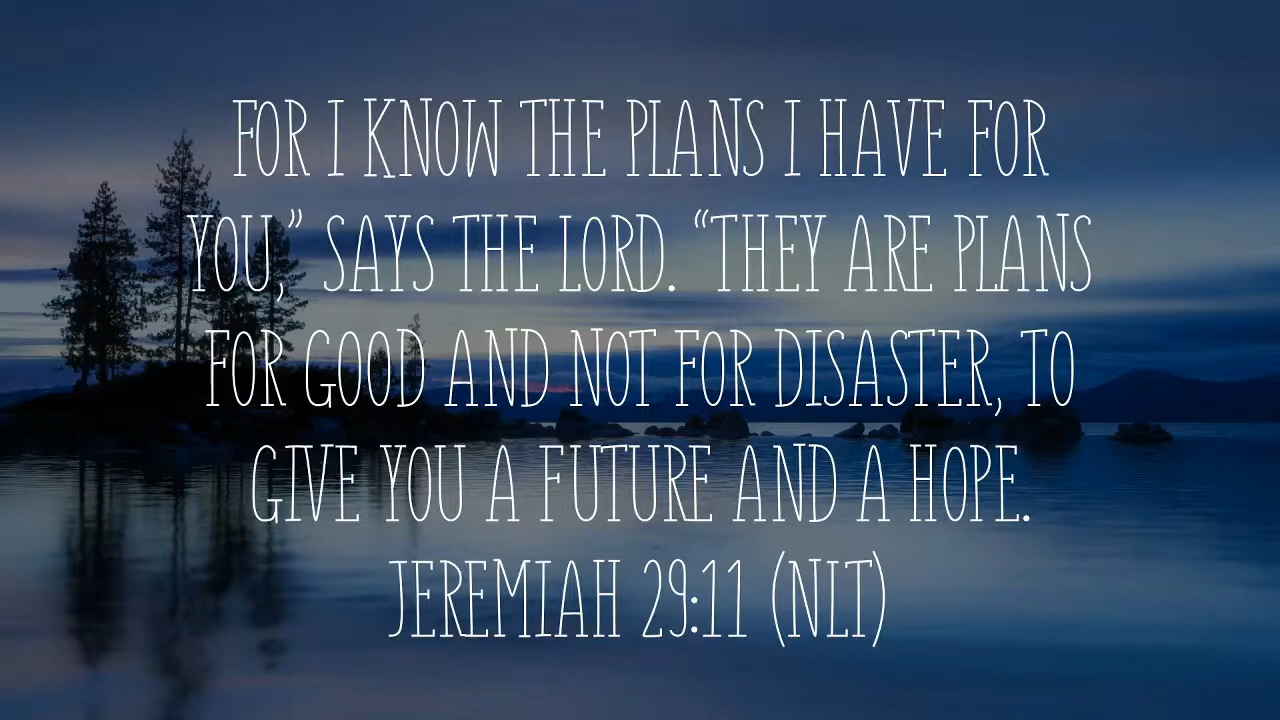 FOR I KNOW THE PLANS I HAVE FOR
YOU,” SAYS THE LORD. “THEY ARE PLANS
FOR GOOD AND NOT FOR DISASTER, TO
GIVE YOU A FUTURE AND A HOPE.
JEREMIAH 29:11 (NLT)